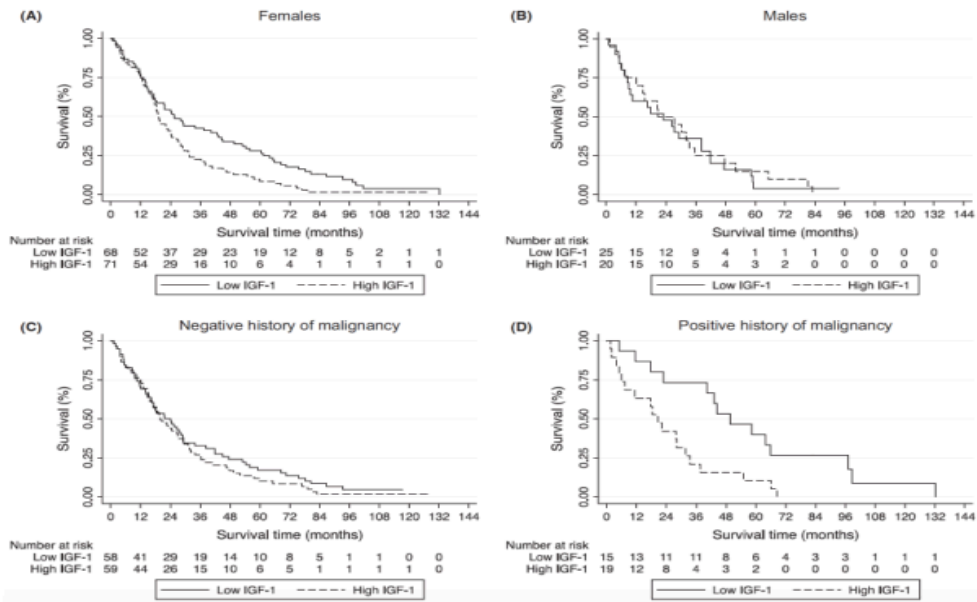 (A) Females
1.00
0.75
0.50
0.25
0.00
Survival (%)
0 12 24 36 48 60 72 84 96 108 120 132 144
Survival time (months)
Number at risk
Low IGF-1 68 52 37 29 23 19 12 8 5 2 1 1
High IGF-1 71 54 29 16 10 6 4 1 1 1 1 0
Low IGF-1 High IGF-1
(B) Males
1.00
0.75
0.50
0.25
0.00
Survival (%)
0 12 24 36 48 60 72 84 96 108 120 132 144
Survival time (months)
Number at risk
Low IGF-1 25 15 12 9 4 1 1 1 0 0 0 0
High IGF-1 20 15 10 5 4 3 2 0 0 0 0 0
Low IGF-1 High IGF-1
(C) Negative history of malignancy
1.00
0.75
0.50
0.25
0.00
Survival (%)
0 12 24 36 48 60 72 84 96 108 120 132 144
Survival time (months)
Number at risk
Low IGF-1 58 41 29 19 14 10 8 5 1 1 0 0
High IGF-1 59 44 26 15 10 6 5 1 1 1 1 0
Low IGF-1 High IGF-1
(D) Positive history of malignancy
1.00
0.75
0.50
0.25
0.00
Survival (%)
0 12 24 36 48 60 72 84 96 108 120 132 144
Survival time (months)
Number at risk
Low IGF-1 15 13 11 11 8 6 4 3 3 1 1 1
High IGF-1 19 12 8 4 3 2 0 0 0 0 0 0
Low IGF-1 High IGF-1